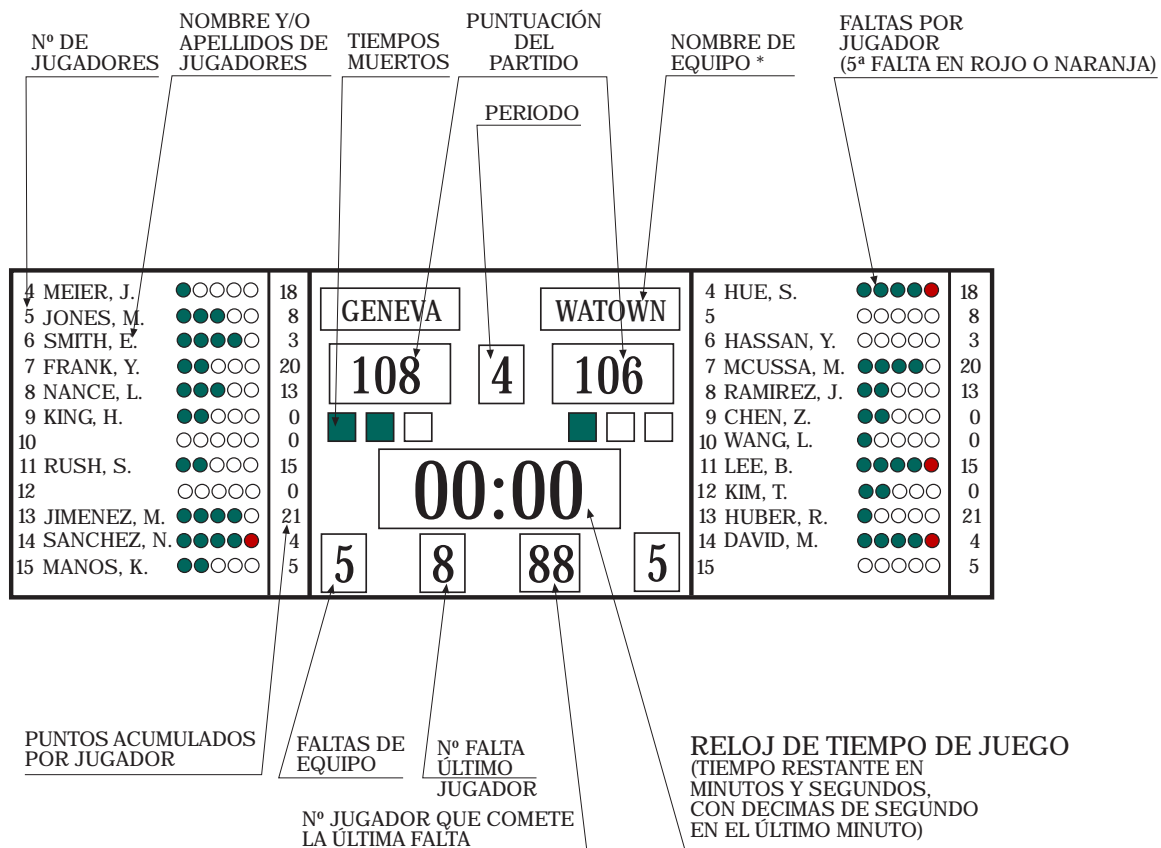 Nº DE
JUGADORES
NOMBRE Y/O
APELLIDOS DE
JUGADORES
TIEMPOS
MUERTOS
PUNTUACIÓN
DEL
PARTIDO
PERIODO
NOMBRE DE
EQUIPO *
FALTAS POR
JUGADOR
(5ª FALTA EN ROJO O NARANJA)
4 MEIER, J. 18
5 JONES, M. 8
6 SMITH, E. 3
7 FRANK, Y. 20
8 NANCE, L. 13
9 KING, H. 0
10 0
11 RUSH, S. 15
12 0
13 JIMENEZ, M. 21
14 SANCHEZ, N. 4
15 MANOS, K. 5
GENEVA WATOWN
108 4 106
00:00
5 8 88 5
4 HUE, S. 18
5 8
6 HASSAN, Y. 3
7 MCUSSA, M. 20
8 RAMIREZ, J. 13
9 CHEN, Z. 0
10 WANG, L. 0
11 LEE, B. 15
12 KIM, T. 0
13 HUBER, R. 21
14 DAVID, M. 4
15 5
PUNTOS ACUMULADOS
POR JUGADOR
FALTAS DE
EQUIPO
Nº FALTA
ÚLTIMO
JUGADOR
Nº JUGADOR QUE COMETE
LA ÚLTIMA FALTA
RELOJ DE TIEMPO DE JUEGO
(TIEMPO RESTANTE EN
MINUTOS Y SEGUNDOS,
CON DECIMAS DE SEGUNDO
EN EL ÚLTIMO MINUTO)